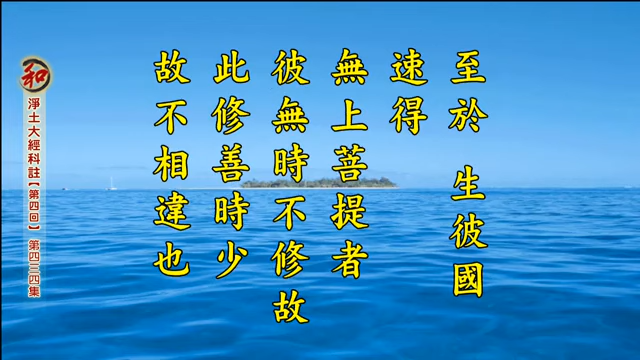 至於 生彼國
速得
無上菩提者
彼無時不修故
此修善時少
故不相違也
和
淨土大經科註【第四回】 第四三四集